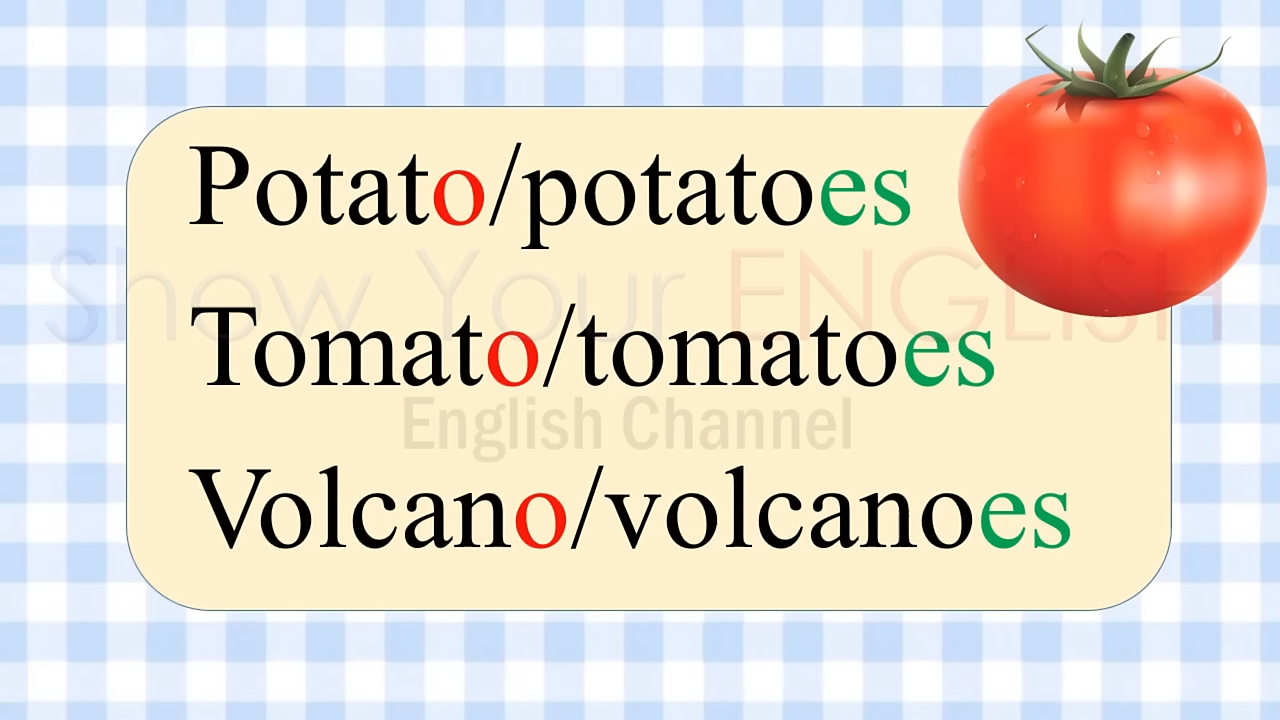 Potato/potatoes
Show Your ENGLISH
Tomato/tomatoes
English Channel
Volcano/volcanoes